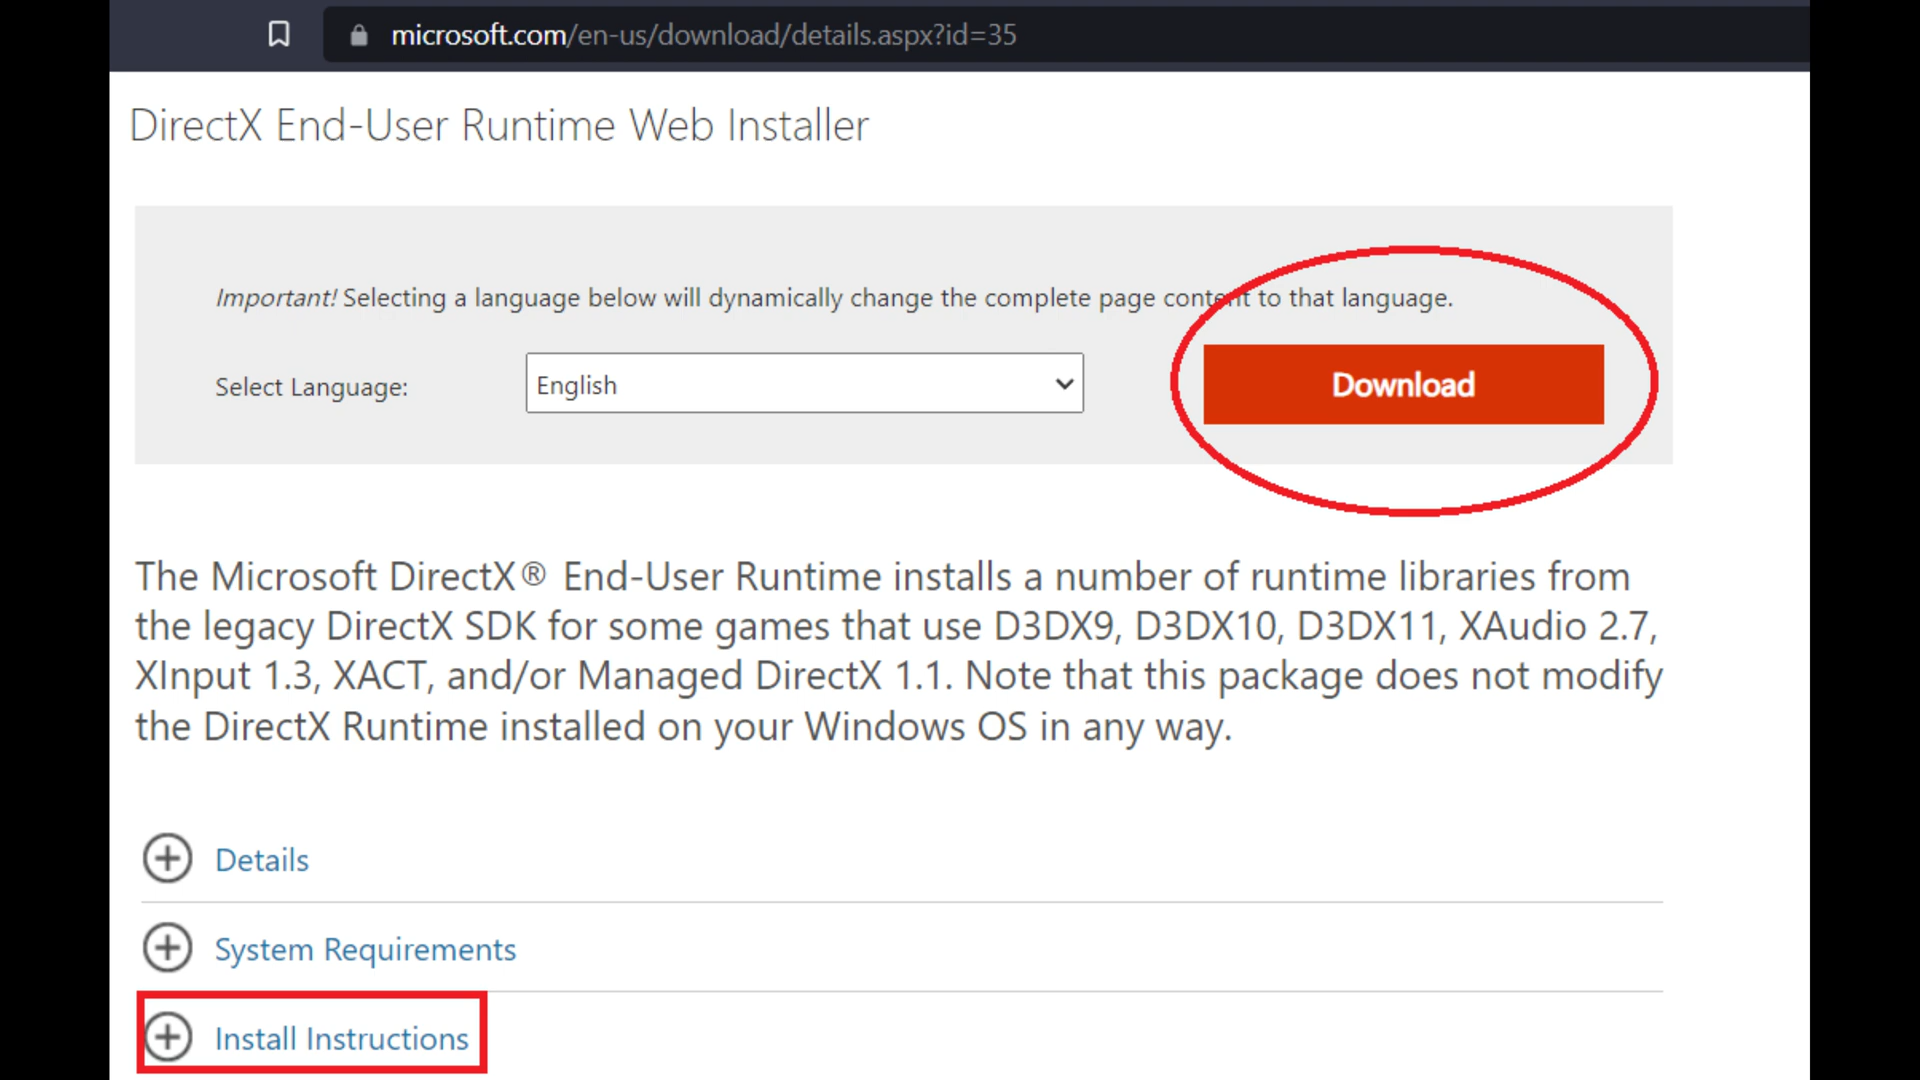 microsoft.com/en-us/download/details.aspx?id=35
DirectX End-User Runtime Web Installer
Important! Selecting a language below will dynamically change the complete page content to that language.
Select Language:
English
Download
The Microsoft DirectX® End-User Runtime installs a number of runtime libraries from
the legacy DirectX SDK for some games that use D3DX9, D3DX10, D3DX11, XAudio 2.7,
XInput 1.3, XACT, and/or Managed DirectX 1.1. Note that this package does not modify
the DirectX Runtime installed on your Windows OS in any way.
Details
System Requirements
Install Instructions